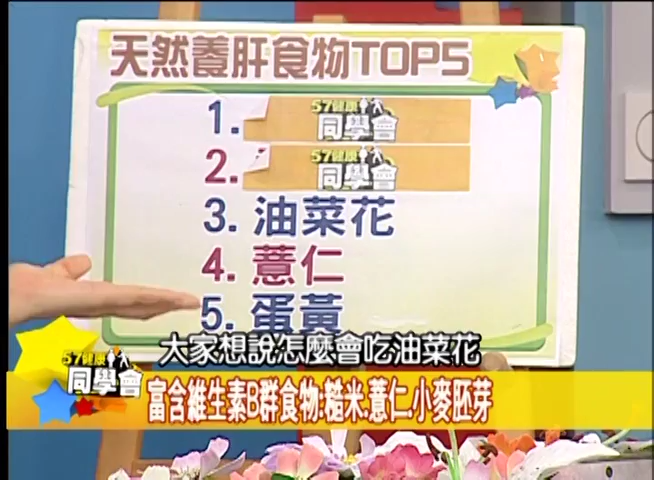 天然養肝食物TOP5
1. 57健康同學會
2. 57健康同學會
3. 油菜花
4. 薏仁
5. 蛋黃
大家想說怎麼會吃油菜花
57健康
同學會
富含維生素B群食物:糙米.薏仁.小麥胚芽